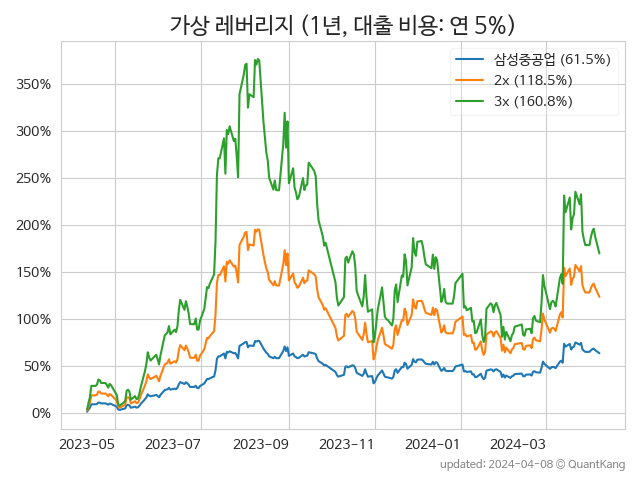 가상 레버리지 (1년, 대출 비용: 연 5%)
삼성중공업 (61.5%)
2x (118.5%)
3x (160.8%)
350%
300%
250%
200%
150%
100%
50%
0%
2023-05 2023-07 2023-09 2023-11 2024-01 2024-03
updated: 2024-04-08 © QuantKang